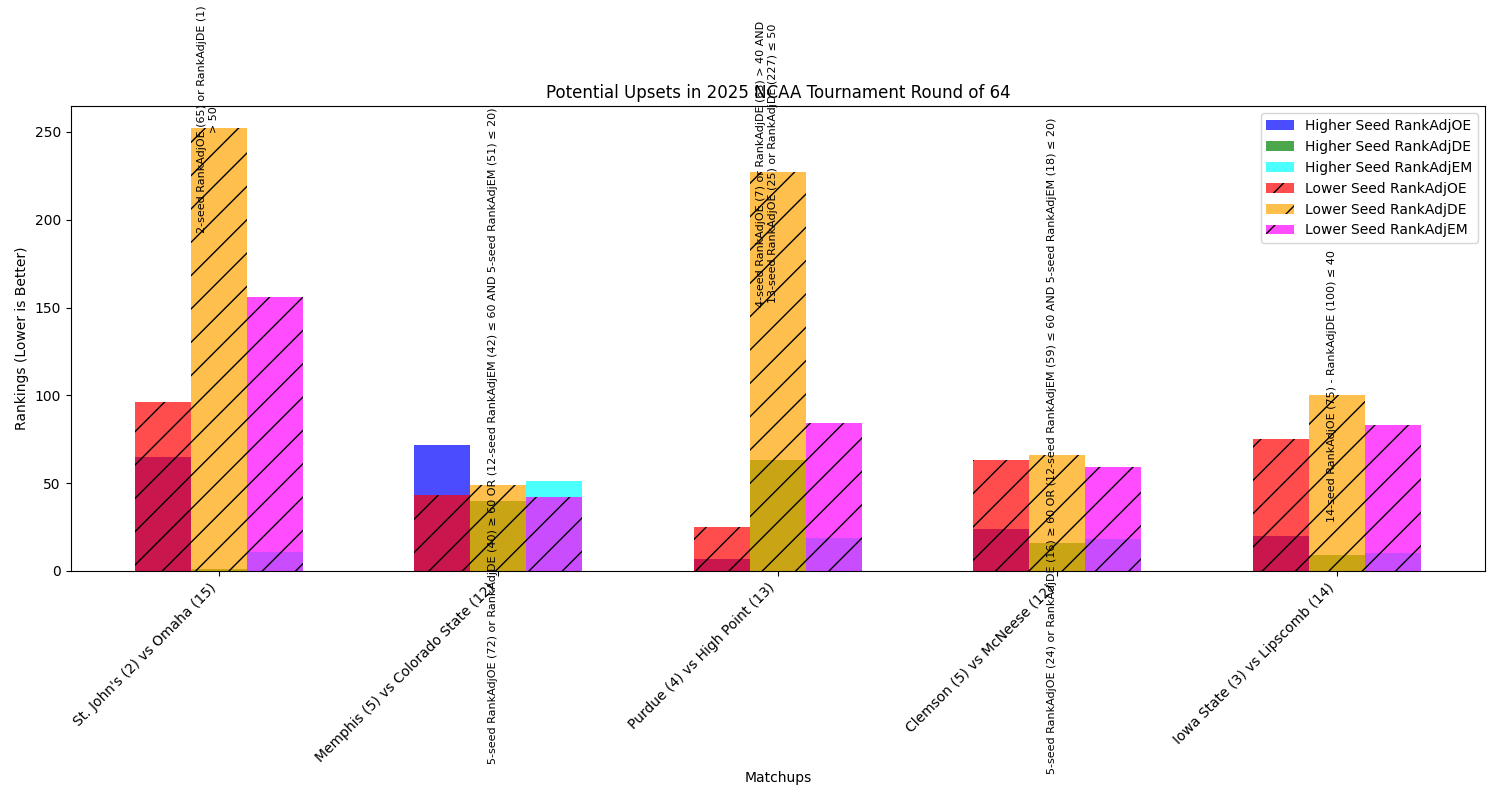 Potential Upsets in 2025 NCAA Tournament Round of 64
Rankings (Lower is Better)
250
200
150
100
50
0
2-seed RankAdjOE (65) or RankAdjDE (1)
> 50
5-seed RankAdjOE (72) or RankAdjDE (40) ≥ 60 OR (12-seed RankAdjEM (42) ≤ 60 AND 5-seed RankAdjEM (51) ≤ 20)
4-seed RankAdjOE (7) or RankAdjDE > 40 AND
13-seed RankAdjOE (25) or RankAdjDE (227) ≤ 50
5-seed RankAdjOE (24) or RankAdjDE (16) ≥ 60 OR (12-seed RankAdjEM (59) ≤ 60 AND 5-seed RankAdjEM (18) ≤ 20)
14-seed RankAdjOE (75) - RankAdjDE (100) ≤ 40
Higher Seed RankAdjOE
Higher Seed RankAdjDE
Higher Seed RankAdjEM
Lower Seed RankAdjOE
Lower Seed RankAdjDE
Lower Seed RankAdjEM
St. John's (2) vs Omaha (15)
Memphis (5) vs Colorado State (12)
Purdue (4) vs High Point (13)
Clemson (5) vs McNeese (12)
Iowa State (3) vs Lipscomb (14)
Matchups